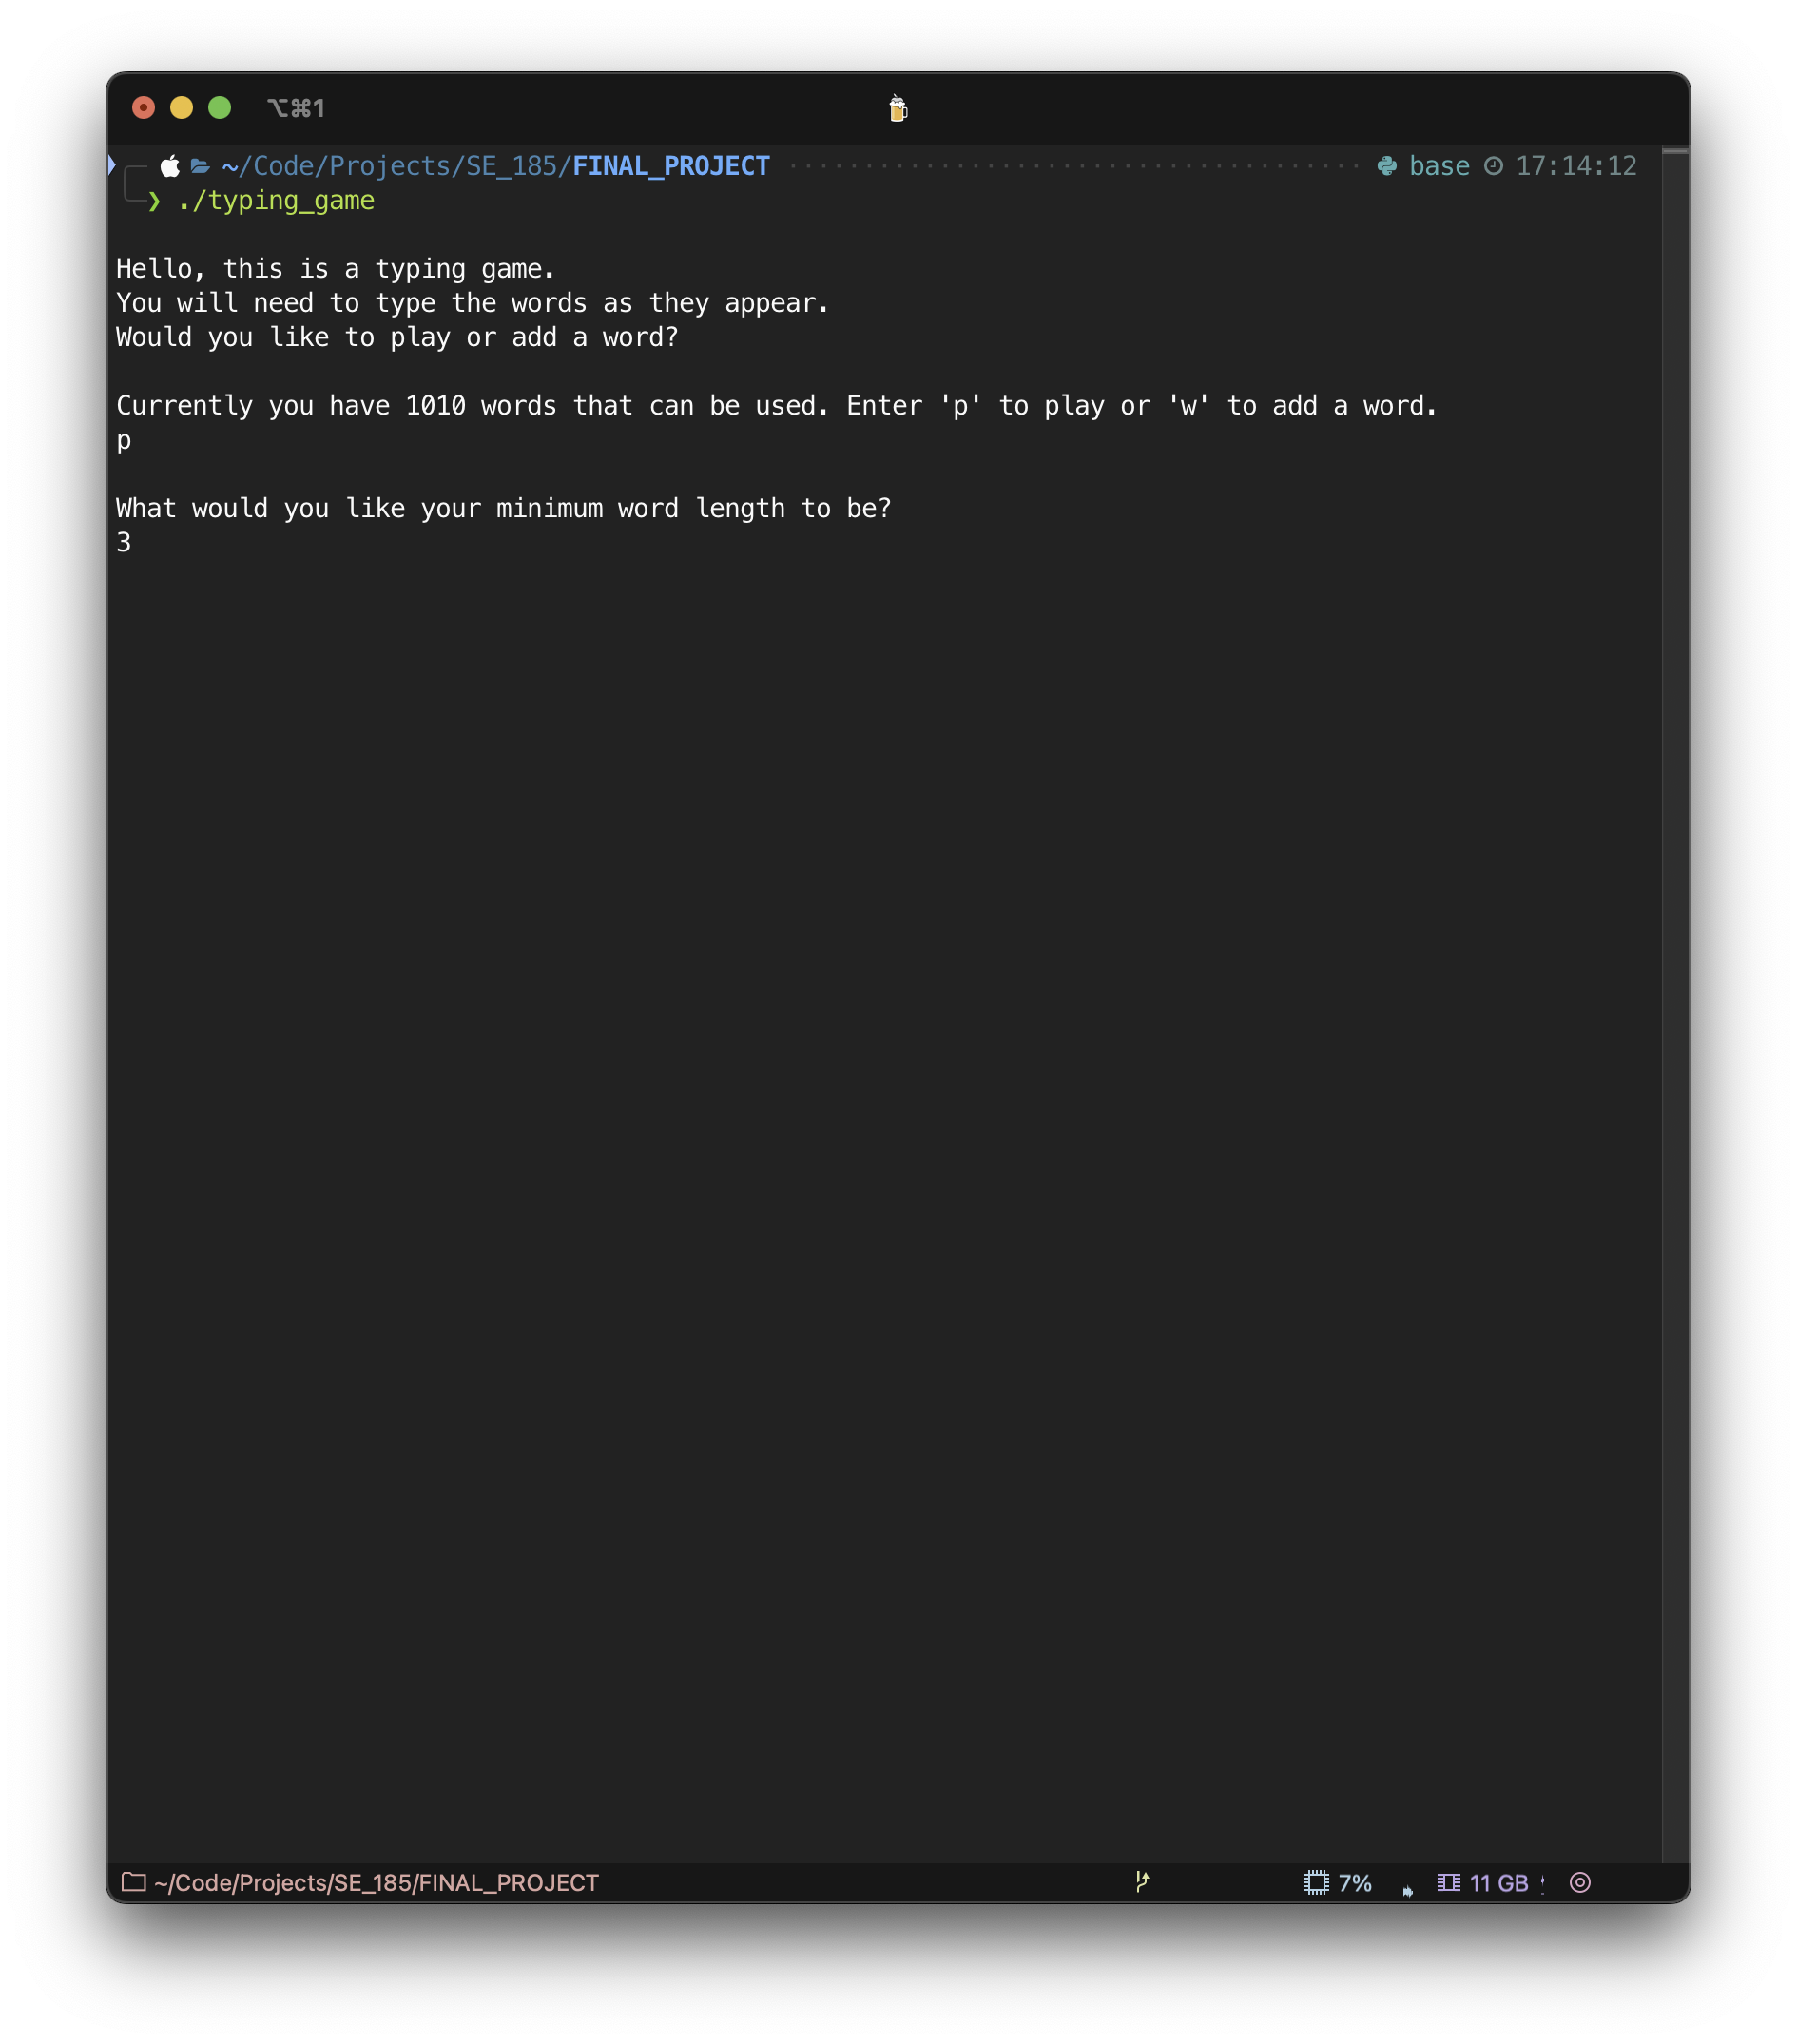 ⌥⌘1
~/Code/Projects/SE_185/FINAL_PROJECT base 17:14:12
❯ ./typing_game
Hello, this is a typing game.
You will need to type the words as they appear.
Would you like to play or add a word?
Currently you have 1010 words that can be used. Enter 'p' to play or 'w' to add a word.
p
What would you like your minimum word length to be?
3
~/Code/Projects/SE_185/FINAL_PROJECT 7% 11 GB